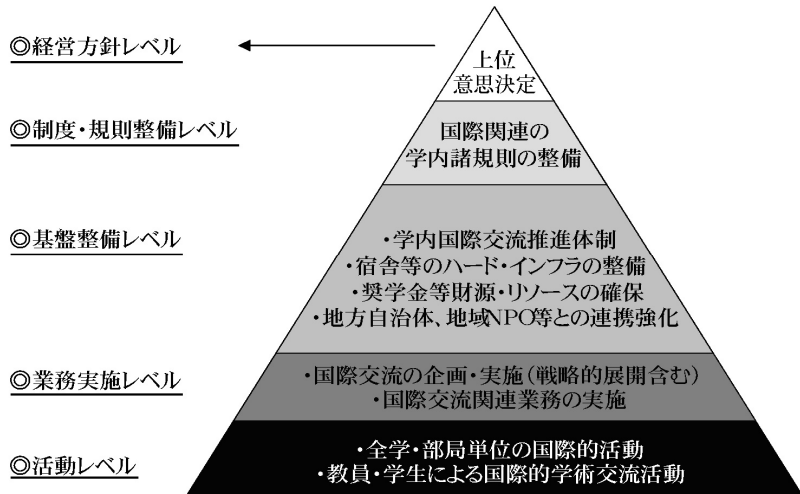 ◎経営方針レベル
上位
意思決定
◎制度・規則整備レベル
国際関連の
学内諸規則の整備
◎基盤整備レベル
・学内国際交流推進体制
・宿舎等のハード・インフラの整備
・奨学金等財源・リソースの確保
・地方自治体、地域NPO等との連携強化
◎業務実施レベル
・国際交流の企画・実施（戦略的展開含む）
・国際交流関連業務の実施
◎活動レベル
・全学・部局単位の国際的活動
・教員・学生による国際的学術交流活動